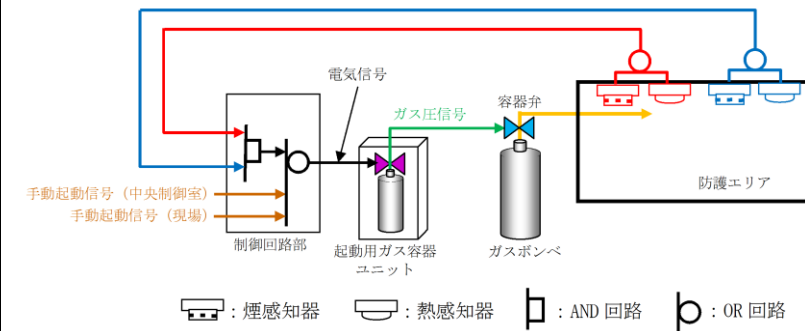 電気信号
容器弁
ガス圧信号
防護エリア
手動起動信号（中央制御室）
手動起動信号（現場）
制御回路部
起動用ガス容器
ユニット
ガスボンベ
：煙感知器
：熱感知器
：AND 回路
：OR 回路